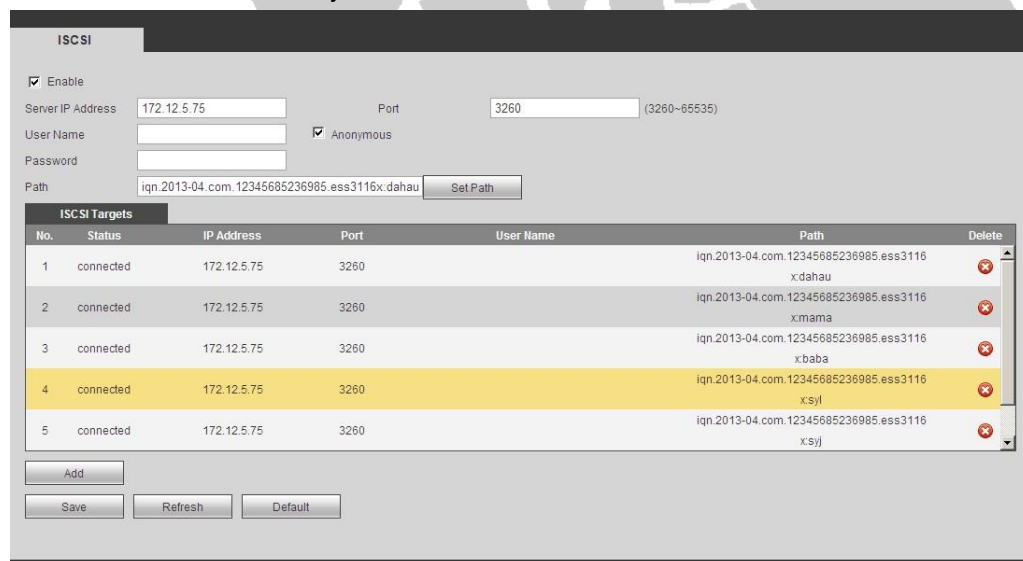 ISCSI
Enable
Server IP Address 172.12.5.75 Port 3260 (3260~65535)
User Name Anonymous
Password
Path iqn.2013-04.com.12345685236985.ess3116x:dahau Set Path
ISCSI Targets
No. Status IP Address Port User Name Path Delete
1 connected 172.12.5.75 3260 iqn.2013-04.com.12345685236985.ess3116
x:dahau
2 connected 172.12.5.75 3260 iqn.2013-04.com.12345685236985.ess3116
x:mama
3 connected 172.12.5.75 3260 iqn.2013-04.com.12345685236985.ess3116
x:baba
4 connected 172.12.5.75 3260 iqn.2013-04.com.12345685236985.ess3116
x:syl
5 connected 172.12.5.75 3260 iqn.2013-04.com.12345685236985.ess3116
x:syj
Add
Save Refresh Default